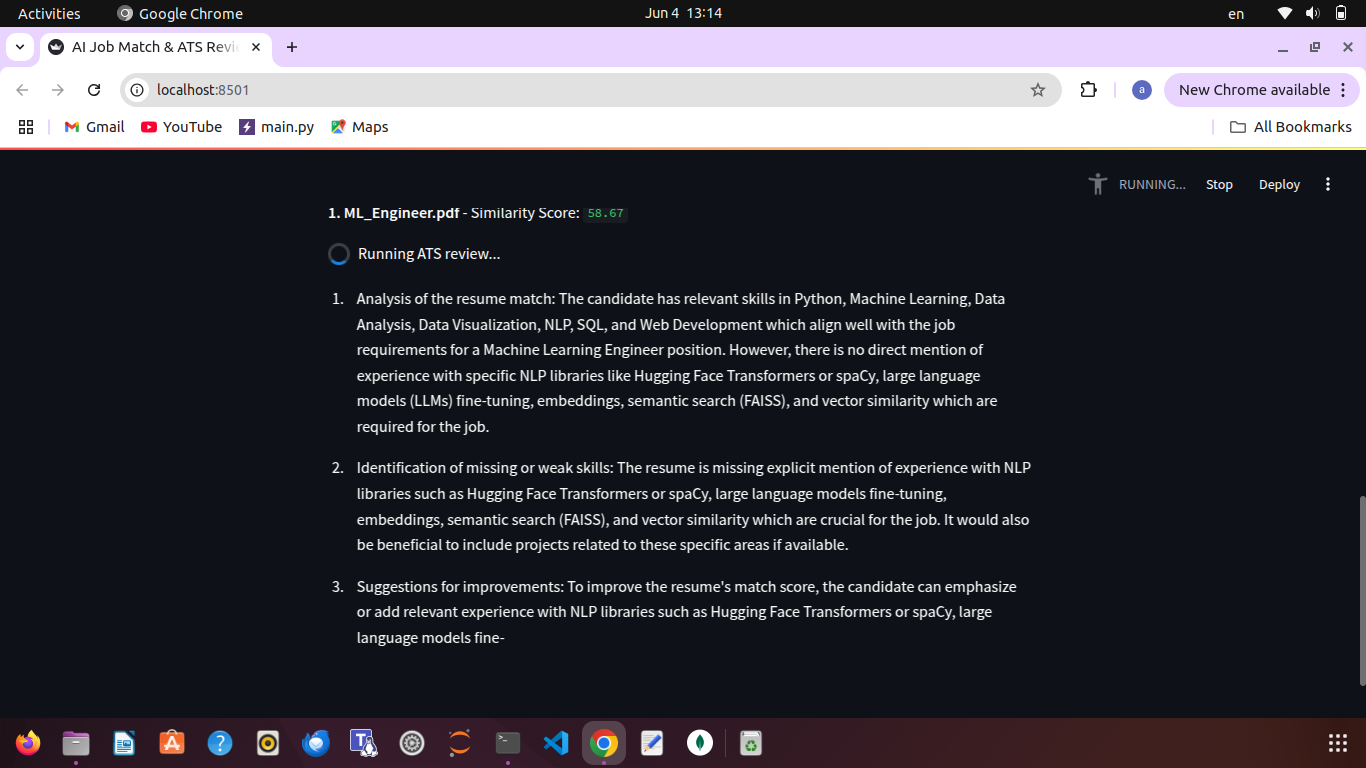 Activities
Google Chrome
Jun 4 13:14
en
AI Job Match & ATS Revi
localhost:8501
a
New Chrome available
Gmail
YouTube
main.py
Maps
All Bookmarks
RUNNING...
Stop
Deploy
1. ML_Engineer.pdf - Similarity Score: 58.67
Running ATS review...
1. Analysis of the resume match: The candidate has relevant skills in Python, Machine Learning, Data
Analysis, Data Visualization, NLP, SQL, and Web Development which align well with the job
requirements for a Machine Learning Engineer position. However, there is no direct mention of
experience with specific NLP libraries like Hugging Face Transformers or spaCy, large language
models (LLMs) fine-tuning, embeddings, semantic search (FAISS), and vector similarity which are
required for the job.
2. Identification of missing or weak skills: The resume is missing explicit mention of experience with NLP
libraries such as Hugging Face Transformers or spaCy, large language models fine-tuning,
embeddings, semantic search (FAISS), and vector similarity which are crucial for the job. It would also
be beneficial to include projects related to these specific areas if available.
3. Suggestions for improvements: To improve the resume's match score, the candidate can emphasize
or add relevant experience with NLP libraries such as Hugging Face Transformers or spaCy, large
language models fine-